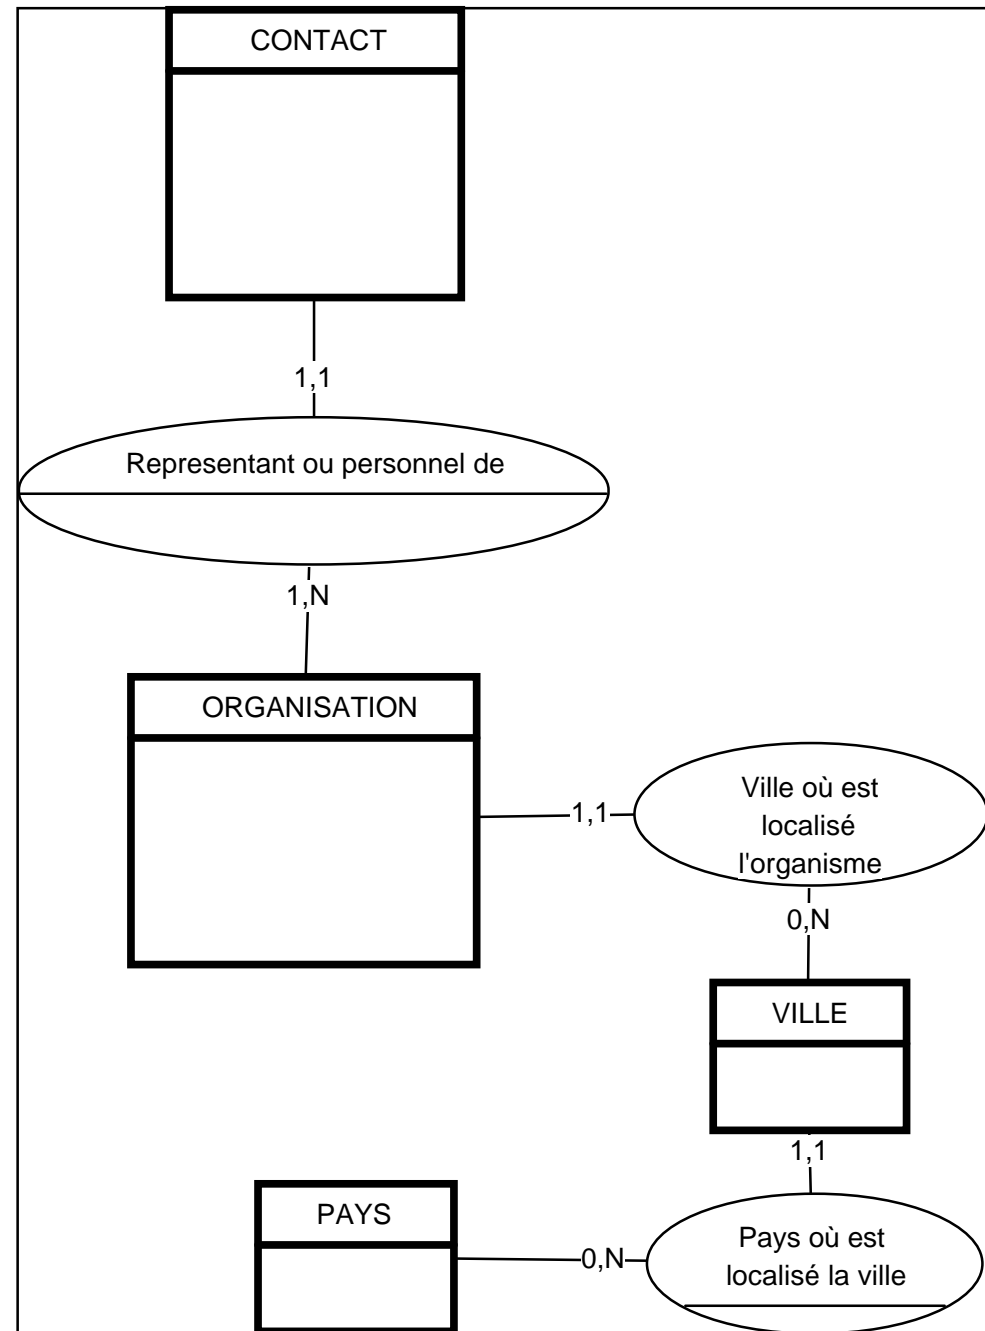 CONTACT
1,1
Representant ou personnel de
1,N
ORGANISATION
1,1
Ville où est
localisé
l'organisme
0,N
VILLE
1,1
PAYS
0,N
Pays où est
localisé la ville